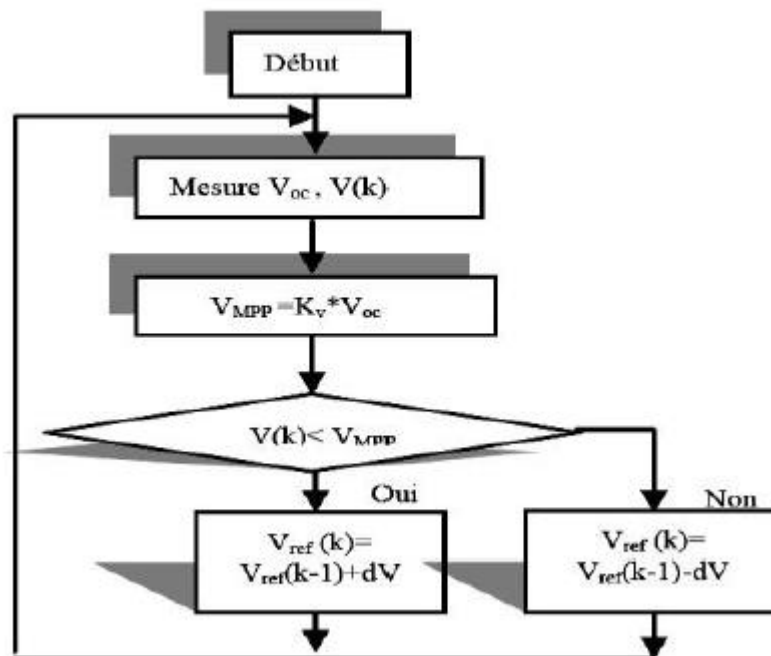 Début
Mesure Voc , V(k)
VMPP =Kv*Voc
V(k)< VMPP
Oui
Non
Vref (k)=
Vref(k-1)+dV
Vref (k)=
Vref(k-1)-dV